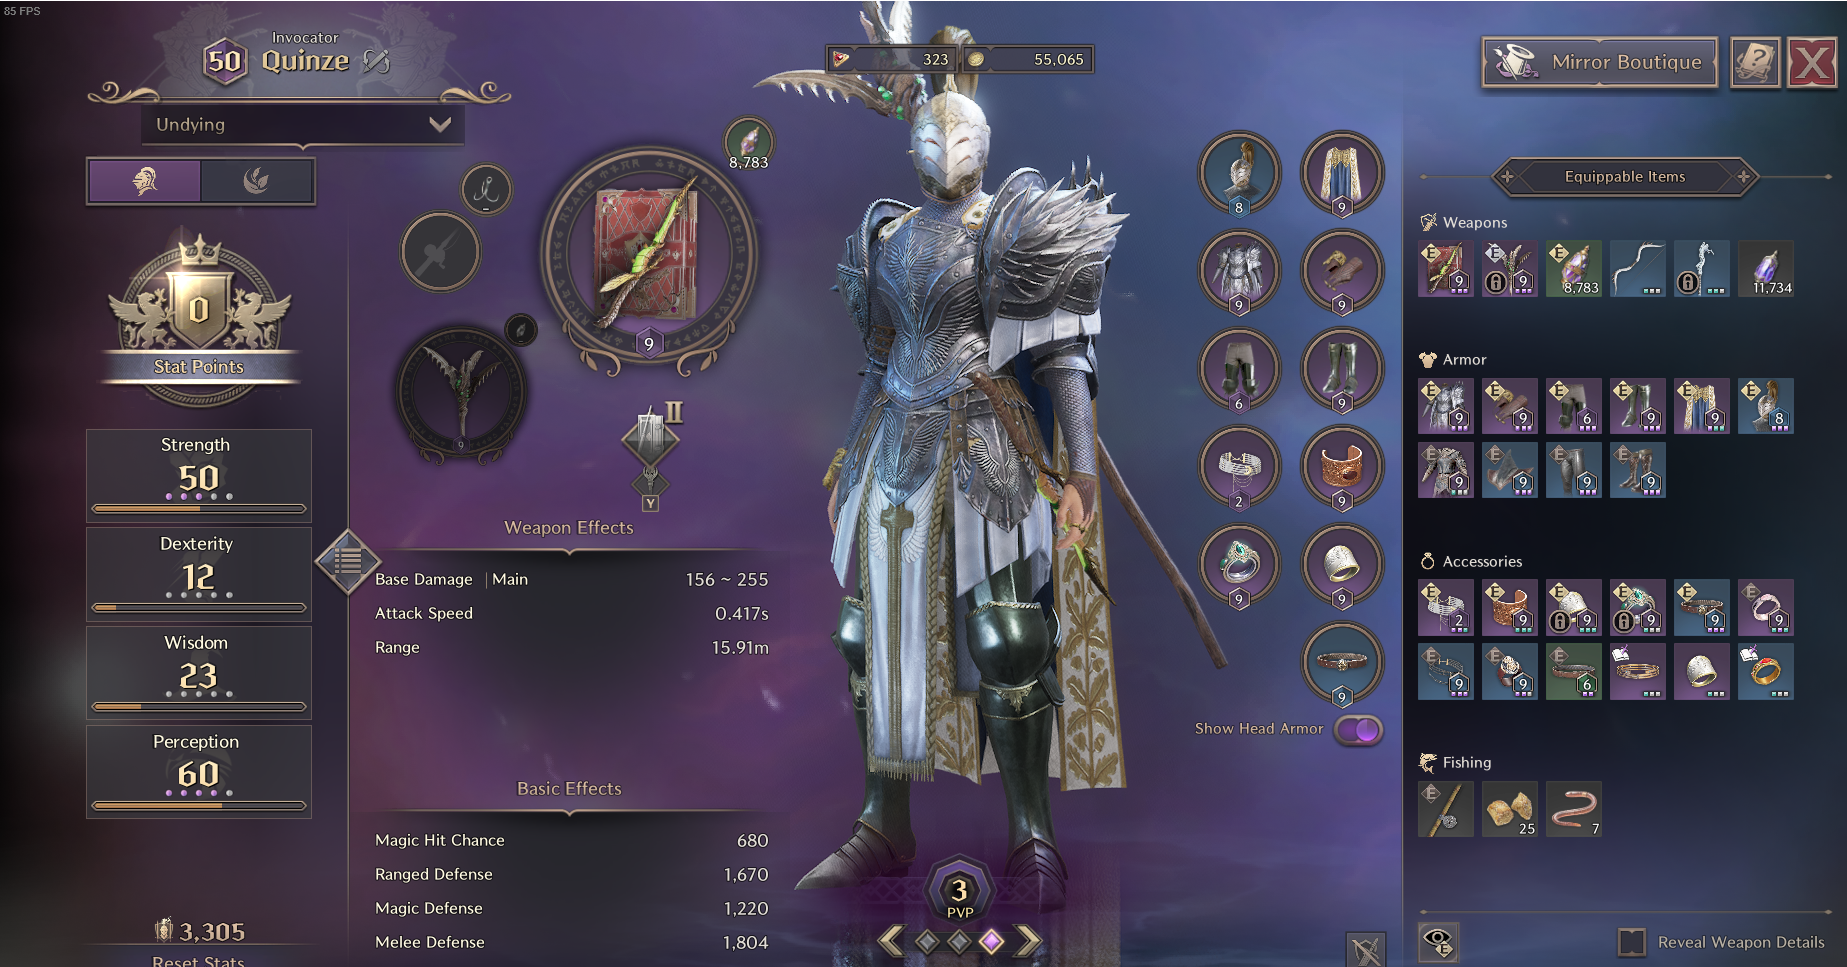 85 FPS
Invocator
50 Quinze
Undying
323
55,065
Mirror Boutique
?
X
8,783
9
9
0
Stat Points
Strength
50
Dexterity
12
Wisdom
23
Perception
60
3,305
Reset Stats
II
Y
Weapon Effects
Base Damage | Main 156 ~ 255
Attack Speed 0.417s
Range 15.91m
Basic Effects
Magic Hit Chance 680
Ranged Defense 1,670
Magic Defense 1,220
Melee Defense 1,804
3
PVP
8 9
9 9
6 9
2 9
9 9
9
Show Head Armor
Equippable Items
Weapons
E 9 E 9 E 8,783 11,734
Armor
E 9 E 9 E 6 E 9 E 9 E 8
E 9 E 9 E 9 E 9
Accessories
E 2 E 9 E 9 E 9 E 9 E 9
E 9 E 9 E 6
Fishing
E 25 7
E
Reveal Weapon Details